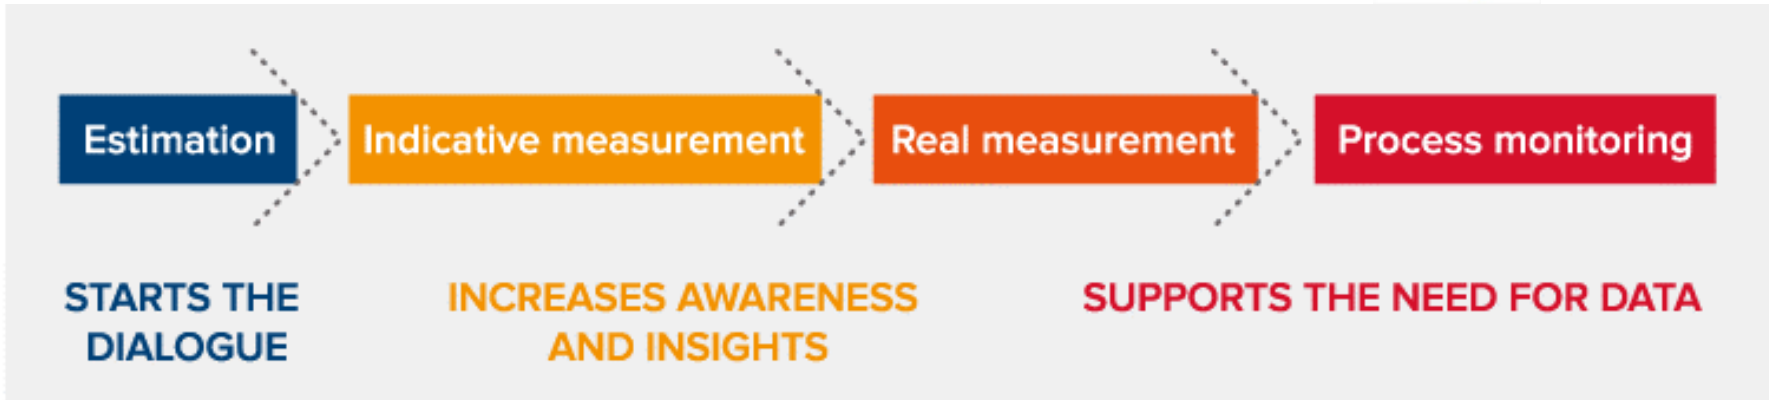 Estimation
Indicative measurement
Real measurement
Process monitoring
STARTS THE
DIALOGUE
INCREASES AWARENESS
AND INSIGHTS
SUPPORTS THE NEED FOR DATA